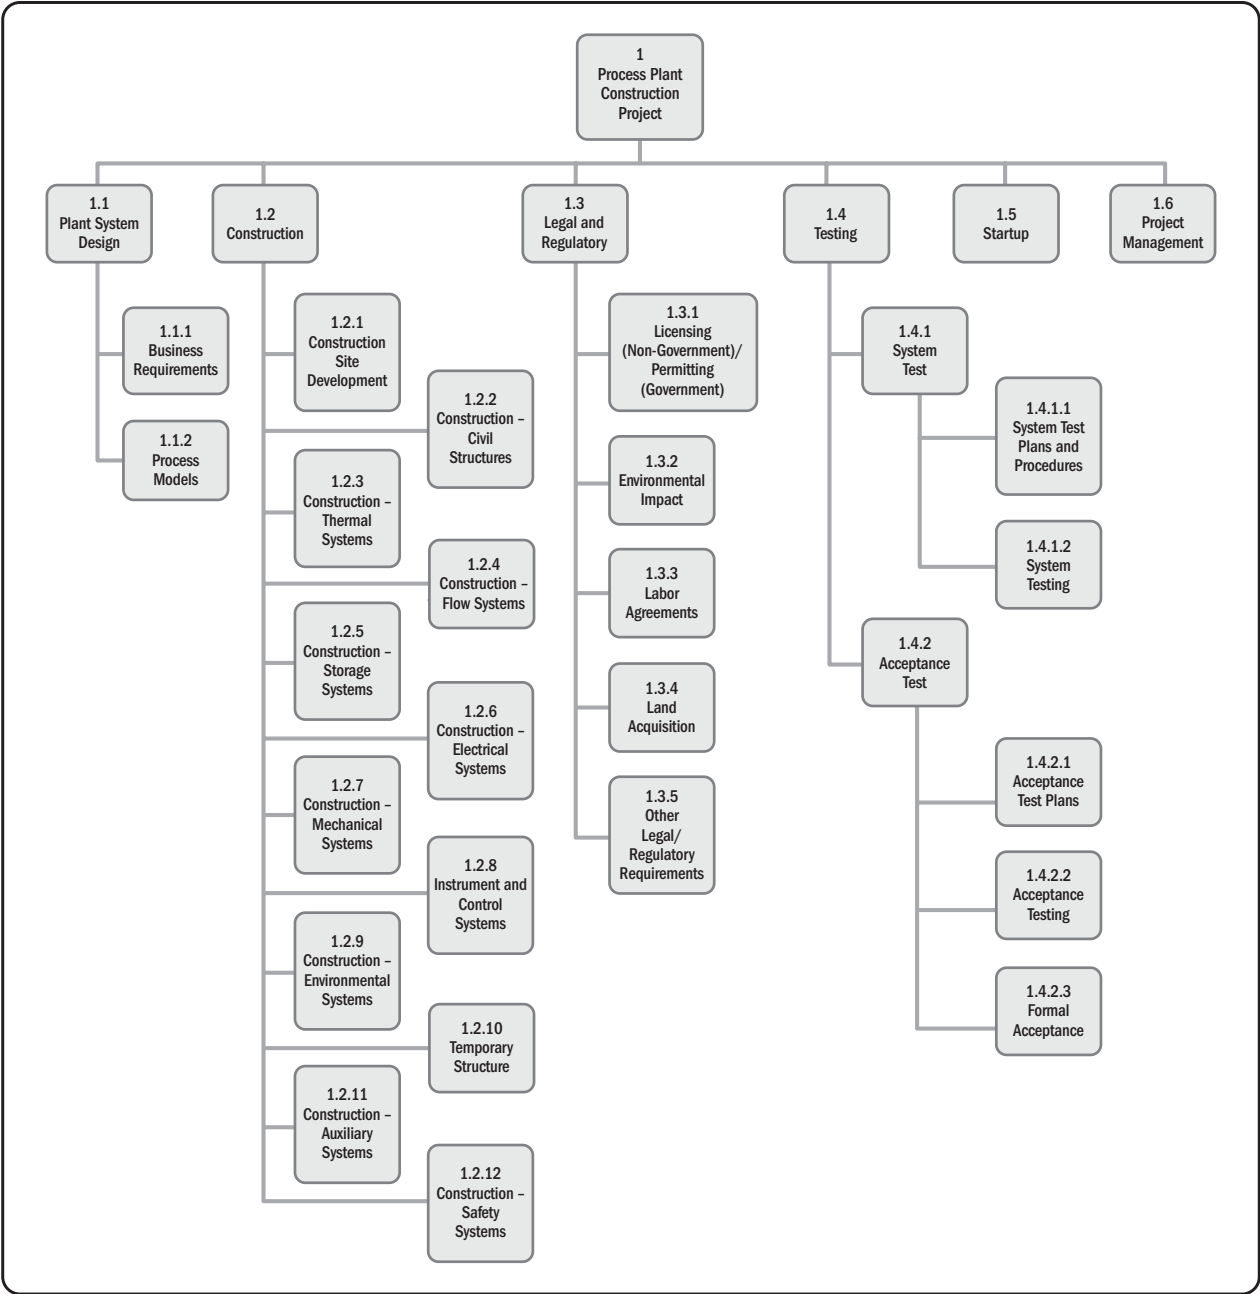 1
Process Plant
Construction
Project
1.1
Plant System
Design
1.2
Construction
1.3
Legal and
Regulatory
1.4
Testing
1.5
Startup
1.6
Project
Management
1.1.1
Business
Requirements
1.1.2
Process
Models
1.2.1
Construction
Site
Development
1.2.2
Construction –
Civil
Structures
1.2.3
Construction –
Thermal
Systems
1.2.4
Construction –
Flow Systems
1.2.5
Construction –
Storage
Systems
1.2.6
Construction –
Electrical
Systems
1.2.7
Construction –
Mechanical
Systems
1.2.8
Instrument and
Control
Systems
1.2.9
Construction –
Environmental
Systems
1.2.10
Temporary
Structure
1.2.11
Construction –
Auxiliary
Systems
1.2.12
Construction –
Safety
Systems
1.3.1
Licensing
(Non-Government)/
Permitting
(Government)
1.3.2
Environmental
Impact
1.3.3
Labor
Agreements
1.3.4
Land
Acquisition
1.3.5
Other
Legal/
Regulatory
Requirements
1.4.1
System
Test
1.4.1.1
System Test
Plans and
Procedures
1.4.1.2
System
Testing
1.4.2
Acceptance
Test
1.4.2.1
Acceptance
Test Plans
1.4.2.2
Acceptance
Testing
1.4.2.3
Formal
Acceptance